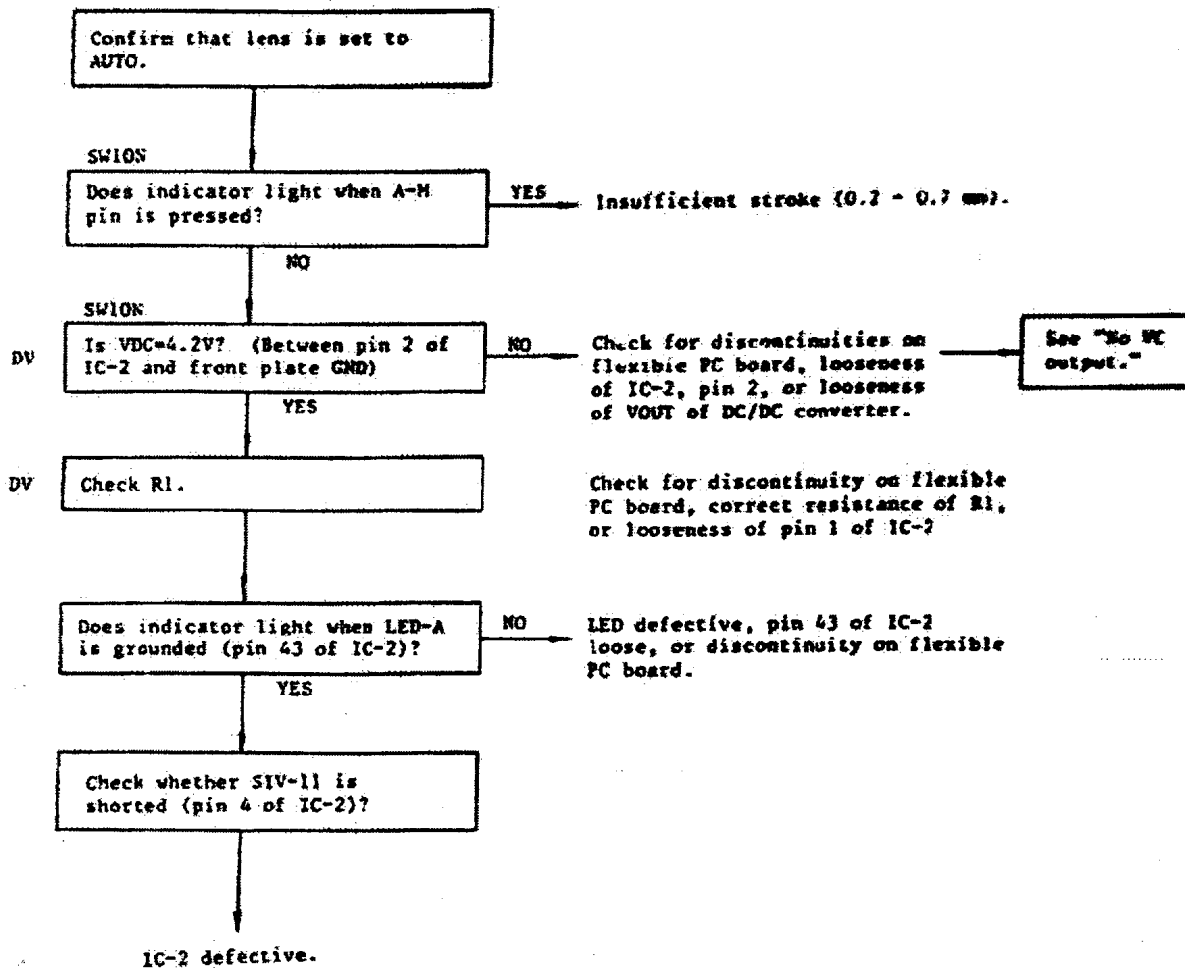 Confirm that lens is set to
AUTO.
SW1ON
Does indicator light when A-M
pin is pressed?
YES
Insufficient stroke (0.2 - 0.7 mm).
NO
SW1ON
DV
Is VDC=4.2V? (Between pin 2 of
IC-2 and front plate GND)
NO
Check for discontinuities on
flexible PC board, looseness
of IC-2, pin 2, or looseness
of VOUT of DC/DC converter.
See "No VC
output."
YES
DV
Check R1.
Check for discontinuity on flexible
PC board, correct resistance of R1,
or looseness of pin 1 of IC-2
Does indicator light when LED-A
is grounded (pin 43 of IC-2)?
NO
LED defective, pin 43 of IC-2
loose, or discontinuity on flexible
PC board.
YES
Check whether SIV-11 is
shorted (pin 4 of IC-2)?
IC-2 defective.